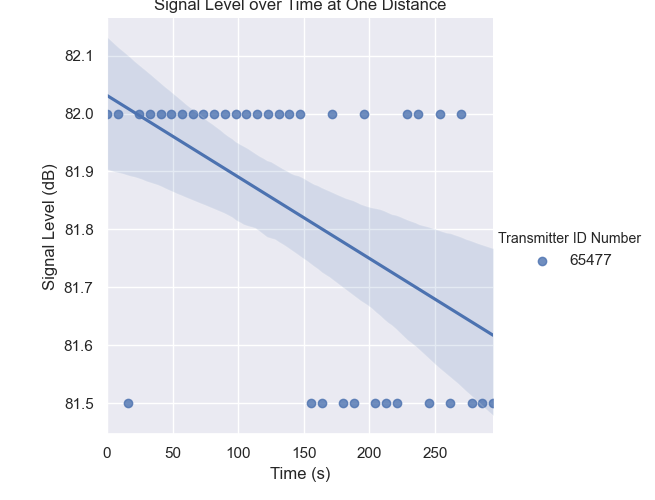 Signal Level over Time at One Distance
82.1
82.0
81.9
81.8
81.7
81.6
81.5
Signal Level (dB)
0 50 100 150 200 250
Time (s)
Transmitter ID Number
65477